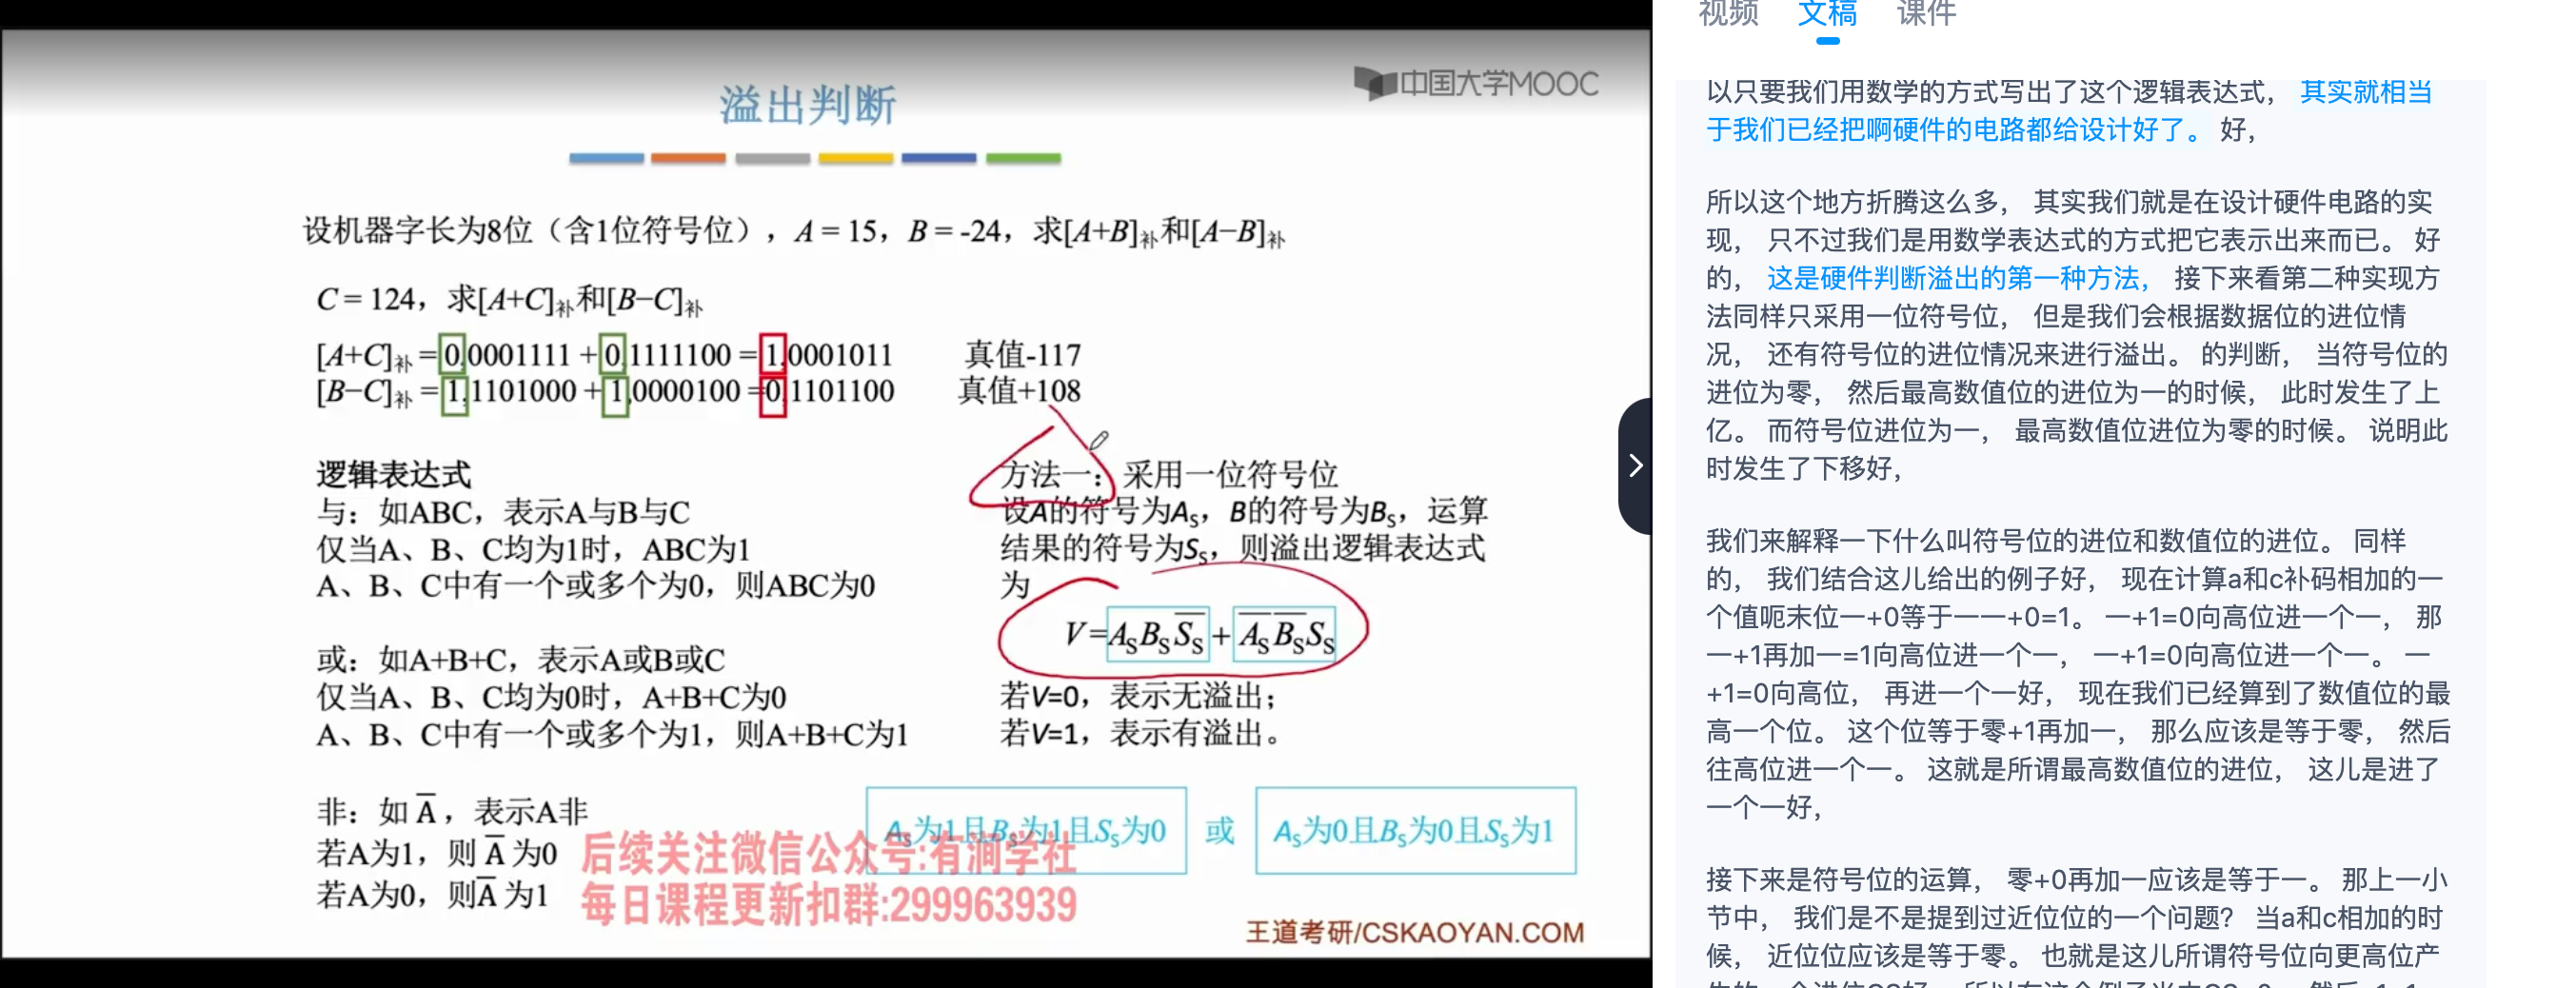 中国大学MOOC
溢出判断
设机器字长为8位（含1位符号位），A = 15，B = -24，求[A+B]补和[A−B]补
C = 124，求[A+C]补和[B−C]补
[A+C]补 = 0,0001111 + 0,1111100 = 1,0001011 真值-117
[B−C]补 = 1,1101000 + 1,0000100 = 0,1101100 真值+108
逻辑表达式
与：如ABC，表示A与B与C
仅当A、B、C均为1时，ABC为1
A、B、C中有一个或多个为0，则ABC为0
或：如A+B+C，表示A或B或C
仅当A、B、C均为0时，A+B+C为0
A、B、C中有一个或多个为1，则A+B+C为1
非：如A̅，表示A非
若A为1，则A̅为0
若A为0，则A̅为1
方法一：采用一位符号位
设A的符号为AS，B的符号为BS，运算
结果的符号为SS，则溢出逻辑表达式
为
V=ASBSS̅S + A̅SB̅SSS
若V=0，表示无溢出；
若V=1，表示有溢出。
AS为1且BS为1且SS为0 或 AS为0且BS为0且SS为1
后续关注微信公众号:有涧学社
每日课程更新扣群:299963939
王道考研/CSKAOYAN.COM
视频 文稿 课件
以只要我们用数学的方式写出了这个逻辑表达式， 其实就相当
于我们已经把啊硬件的电路都给设计好了。 好，
所以这个地方折腾这么多， 其实我们就是在设计硬件电路的实
现， 只不过我们是用数学表达式的方式把它表示出来而已。 好
的， 这是硬件判断溢出的第一种方法， 接下来看第二种实现方
法同样只采用一位符号位， 但是我们会根据数据位的进位情
况， 还有符号位的进位情况来进行溢出。 的判断， 当符号位的
进位为零， 然后最高数值位的进位为一的时候， 此时发生了上
亿。 而符号位进位为一， 最高数值位进位为零的时候。 说明此
时发生了下移好，
我们来解释一下什么叫符号位的进位和数值位的进位。 同样
的， 我们结合这儿给出的例子好， 现在计算a和c补码相加的一
个值呃末位一+0等于一一+0=1。 一+1=0向高位进一个一， 那
一+1再加一=1向高位进一个一， 一+1=0向高位进一个一。 一
+1=0向高位， 再进一个一好， 现在我们已经算到了数值位的最
高一个位。 这个位等于零+1再加一， 那么应该是等于零， 然后
往高位进一个一。 这就是所谓最高数值位的进位， 这儿是进了
一个一好，
接下来是符号位的运算， 零+0再加一应该是等于一。 那上一小
节中， 我们是不是提到过近位位的一个问题？ 当a和c相加的时
候， 近位位应该是等于零。 也就是这儿所谓符号位向更高位产